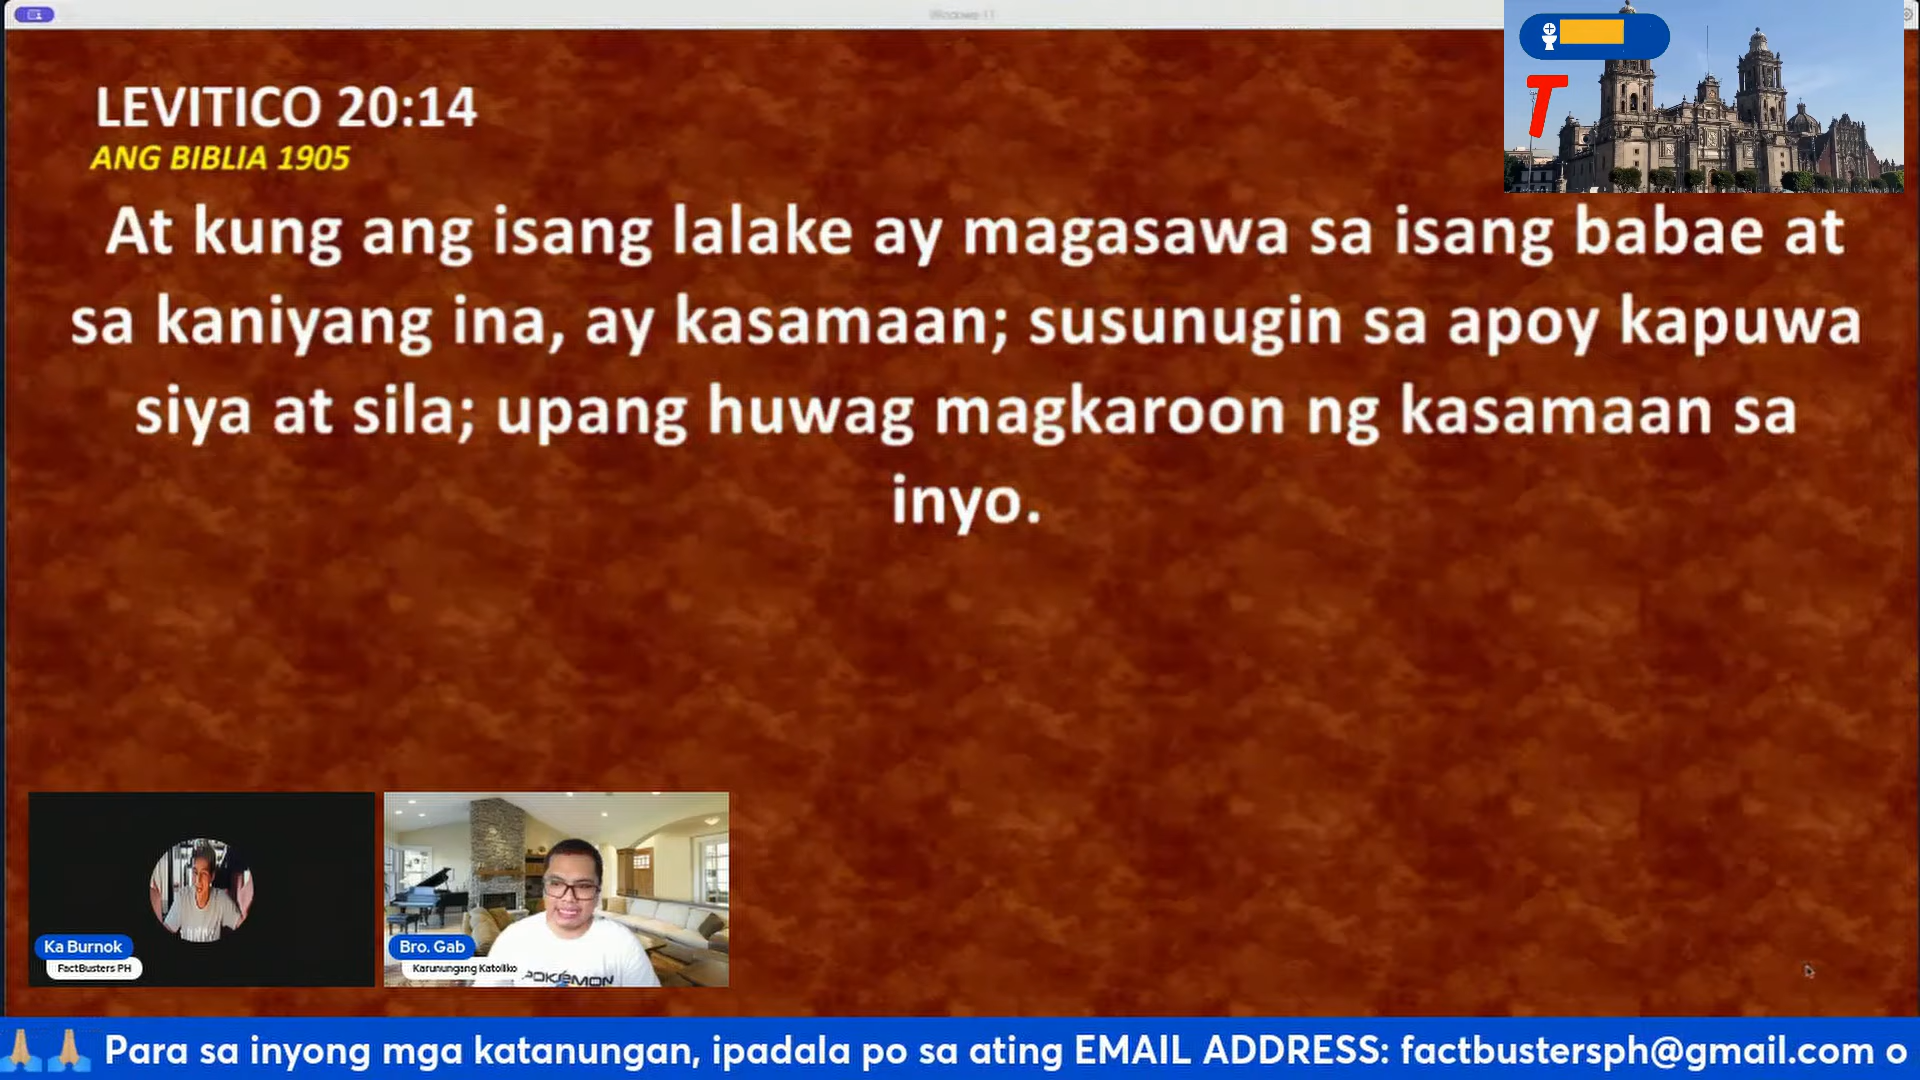 Windows 11
T
LEVITICO 20:14
ANG BIBLIA 1905
At kung ang isang lalake ay magasawa sa isang babae at
sa kaniyang ina, ay kasamaan; susunugin sa apoy kapuwa
siya at sila; upang huwag magkaroon ng kasamaan sa
inyo.
Ka Burnok
FactBusters PH
Bro. Gab
Karunungang Katoliko
POKéMON
Para sa inyong mga katanungan, ipadala po sa ating EMAIL ADDRESS: factbustersph@gmail.com o